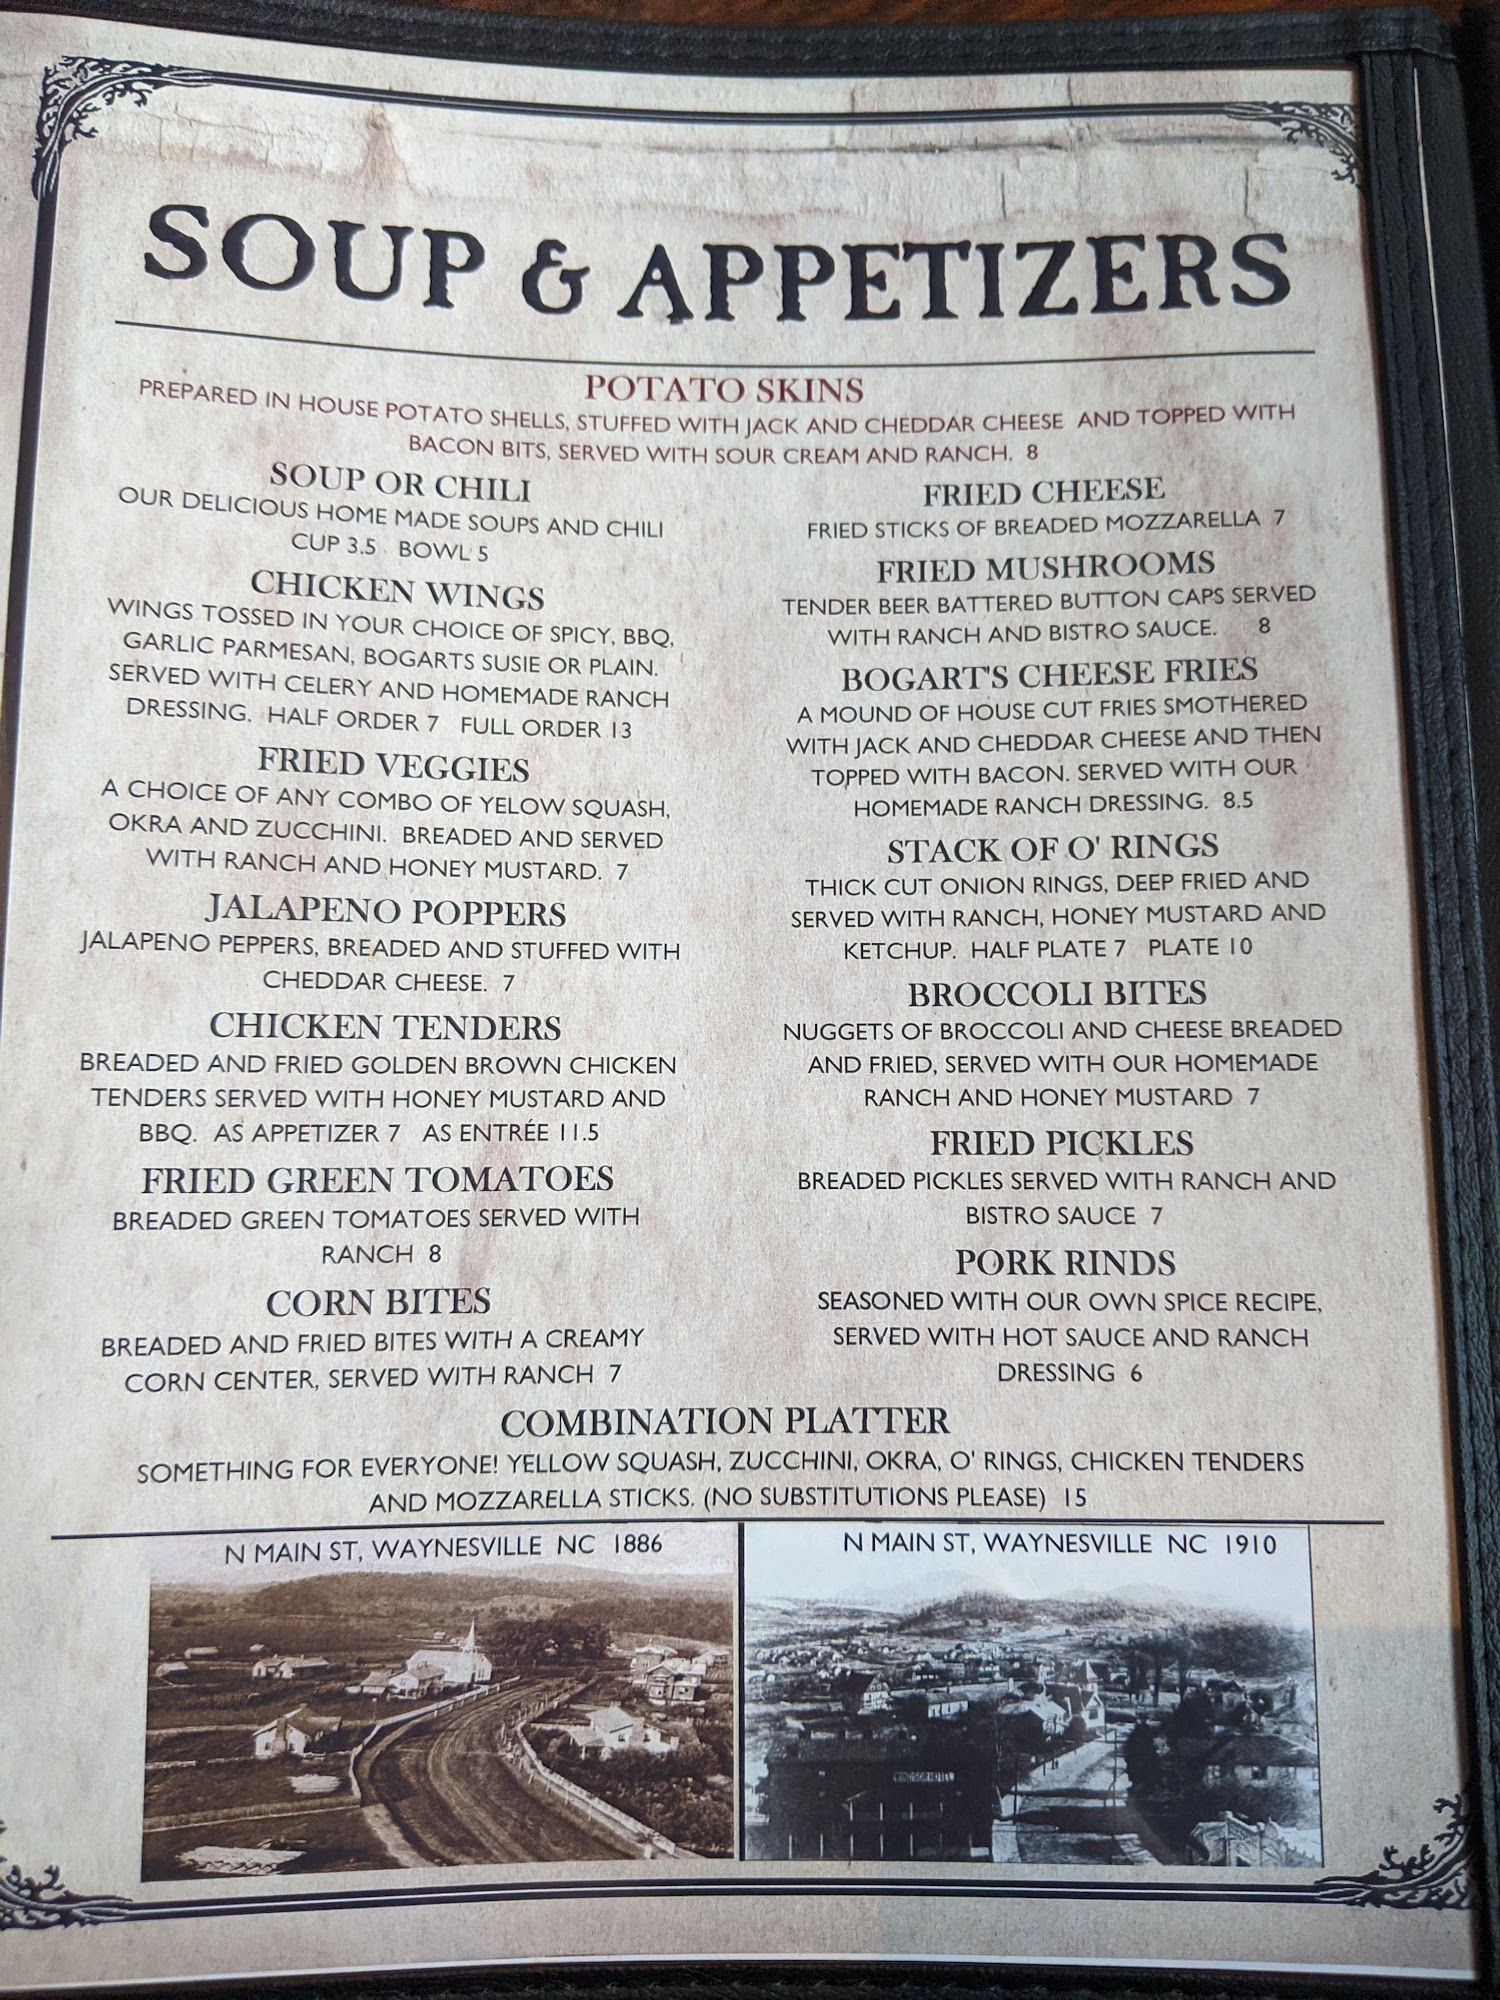 SOUP & APPETIZERS
POTATO SKINS
PREPARED IN HOUSE POTATO SHELLS, STUFFED WITH JACK AND CHEDDAR CHEESE AND TOPPED WITH
BACON BITS, SERVED WITH SOUR CREAM AND RANCH. 8
SOUP OR CHILI
OUR DELICIOUS HOME MADE SOUPS AND CHILI
CUP 3.5 BOWL 5
CHICKEN WINGS
WINGS TOSSED IN YOUR CHOICE OF SPICY, BBQ,
GARLIC PARMESAN, BOGARTS SUSIE OR PLAIN.
SERVED WITH CELERY AND HOMEMADE RANCH
DRESSING. HALF ORDER 7 FULL ORDER 13
FRIED VEGGIES
A CHOICE OF ANY COMBO OF YELOW SQUASH,
OKRA AND ZUCCHINI. BREADED AND SERVED
WITH RANCH AND HONEY MUSTARD. 7
JALAPENO POPPERS
JALAPENO PEPPERS, BREADED AND STUFFED WITH
CHEDDAR CHEESE. 7
CHICKEN TENDERS
BREADED AND FRIED GOLDEN BROWN CHICKEN
TENDERS SERVED WITH HONEY MUSTARD AND
BBQ. AS APPETIZER 7 AS ENTRÉE 11.5
FRIED GREEN TOMATOES
BREADED GREEN TOMATOES SERVED WITH
RANCH 8
CORN BITES
BREADED AND FRIED BITES WITH A CREAMY
CORN CENTER, SERVED WITH RANCH 7
FRIED CHEESE
FRIED STICKS OF BREADED MOZZARELLA 7
FRIED MUSHROOMS
TENDER BEER BATTERED BUTTON CAPS SERVED
WITH RANCH AND BISTRO SAUCE. 8
BOGART'S CHEESE FRIES
A MOUND OF HOUSE CUT FRIES SMOTHERED
WITH JACK AND CHEDDAR CHEESE AND THEN
TOPPED WITH BACON. SERVED WITH OUR
HOMEMADE RANCH DRESSING. 8.5
STACK OF O' RINGS
THICK CUT ONION RINGS, DEEP FRIED AND
SERVED WITH RANCH, HONEY MUSTARD AND
KETCHUP. HALF PLATE 7 PLATE 10
BROCCOLI BITES
NUGGETS OF BROCCOLI AND CHEESE BREADED
AND FRIED, SERVED WITH OUR HOMEMADE
RANCH AND HONEY MUSTARD 7
FRIED PICKLES
BREADED PICKLES SERVED WITH RANCH AND
BISTRO SAUCE 7
PORK RINDS
SEASONED WITH OUR OWN SPICE RECIPE,
SERVED WITH HOT SAUCE AND RANCH
DRESSING 6
COMBINATION PLATTER
SOMETHING FOR EVERYONE! YELLOW SQUASH, ZUCCHINI, OKRA, O' RINGS, CHICKEN TENDERS
AND MOZZARELLA STICKS. (NO SUBSTITUTIONS PLEASE) 15
N MAIN ST, WAYNESVILLE NC 1886
N MAIN ST, WAYNESVILLE NC 1910
WINDSOR HOTEL